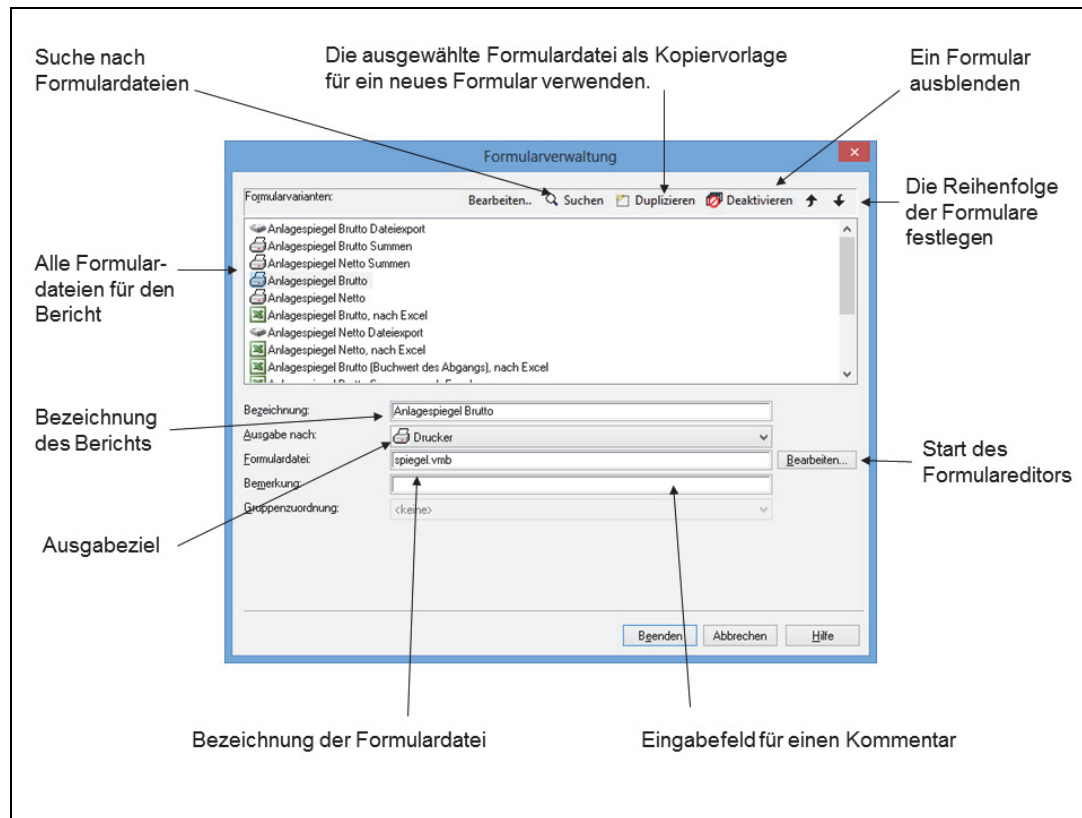 Suche nach
Formulardateien
Die ausgewählte Formulardatei als Kopiervorlage
für ein neues Formular verwenden.
Ein Formular
ausblenden
Formularverwaltung
Formularvarianten:
Bearbeiten.. Suchen Duplizieren Deaktivieren
Die Reihenfolge
der Formulare
festlegen
Alle Formular-
dateien für den
Bericht
Anlagespiegel Brutto Dateiexport
Anlagespiegel Brutto Summen
Anlagespiegel Netto Summen
Anlagespiegel Brutto
Anlagespiegel Netto
Anlagespiegel Brutto, nach Excel
Anlagespiegel Netto Dateiexport
Anlagespiegel Netto, nach Excel
Anlagespiegel Brutto (Buchwert des Abgangs), nach Excel
Bezeichnung
des Berichts
Bezeichnung: Anlagespiegel Brutto
Ausgabe nach: Drucker
Formulardatei: spiegel.vmb Bearbeiten...
Bemerkung:
Gruppenzuordnung: <keine>
Start des
Formulareditors
Ausgabeziel
Beenden Abbrechen Hilfe
Bezeichnung der Formulardatei
Eingabefeld für einen Kommentar